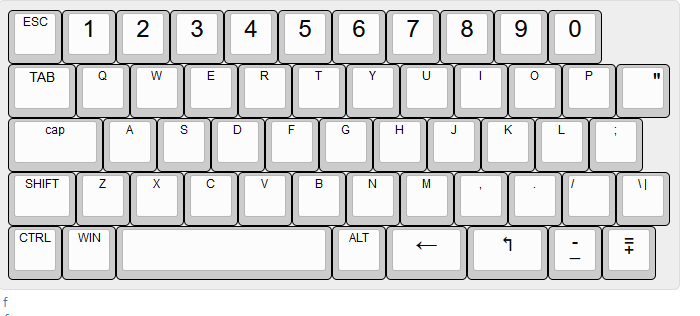 ESC 1 2 3 4 5 6 7 8 9 0
TAB Q W E R T Y U I O P "
cap A S D F G H J K L ;
SHIFT Z X C V B N M , . / \ |
CTRL WIN ALT ← ↰ - _ = +
f